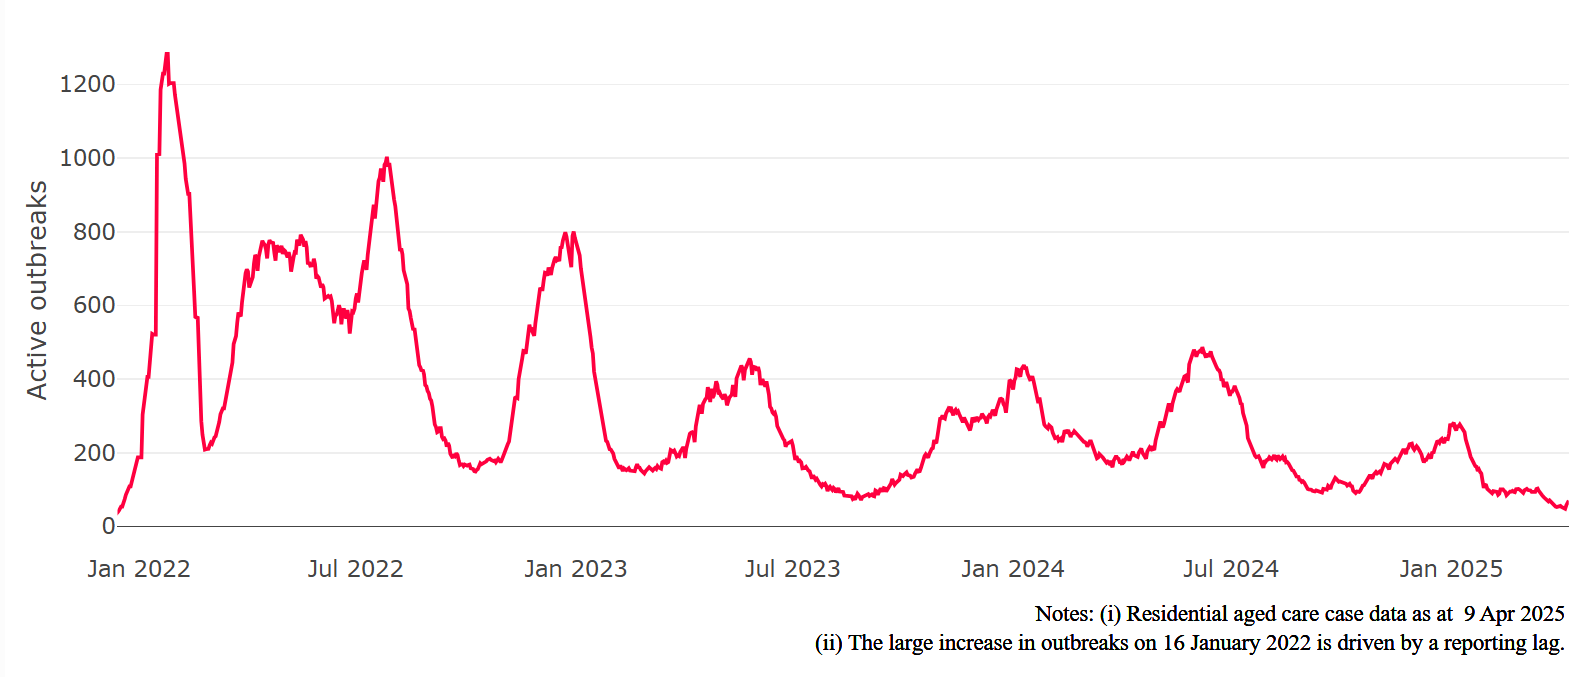 Active outbreaks
1200
1000
800
600
400
200
0
Jan 2022 Jul 2022 Jan 2023 Jul 2023 Jan 2024 Jul 2024 Jan 2025
Notes: (i) Residential aged care case data as at 9 Apr 2025
(ii) The large increase in outbreaks on 16 January 2022 is driven by a reporting lag.